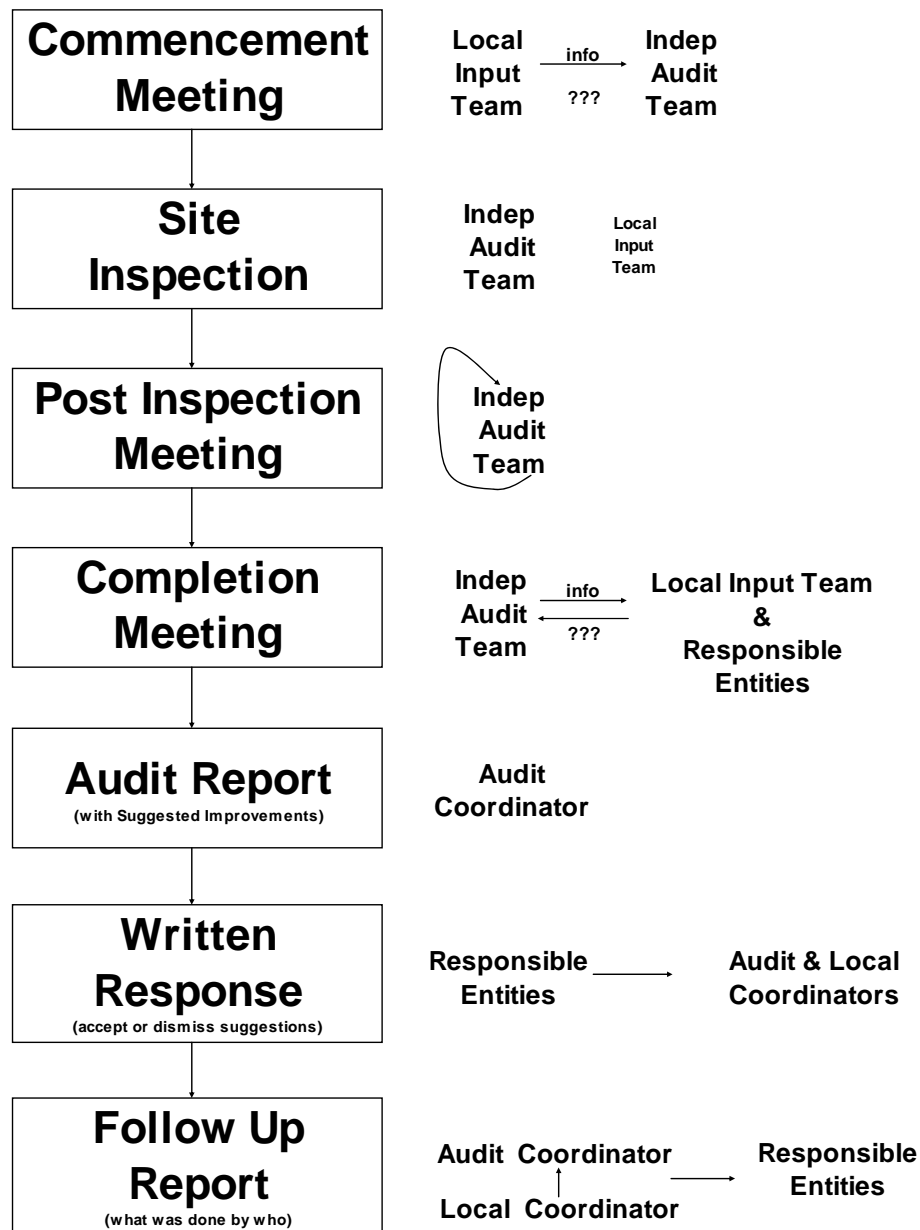 Commencement
Meeting
Local
Input
Team
info
???
Indep
Audit
Team
Site
Inspection
Indep
Audit
Team
Local
Input
Team
Post Inspection
Meeting
Indep
Audit
Team
Completion
Meeting
Indep
Audit
Team
info
???
Local Input Team
&
Responsible
Entities
Audit Report
(with Suggested Improvements)
Audit
Coordinator
Written
Response
(accept or dismiss suggestions)
Responsible
Entities
Audit & Local
Coordinators
Follow Up
Report
(what was done by who)
Audit Coordinator
Local Coordinator
Responsible
Entities